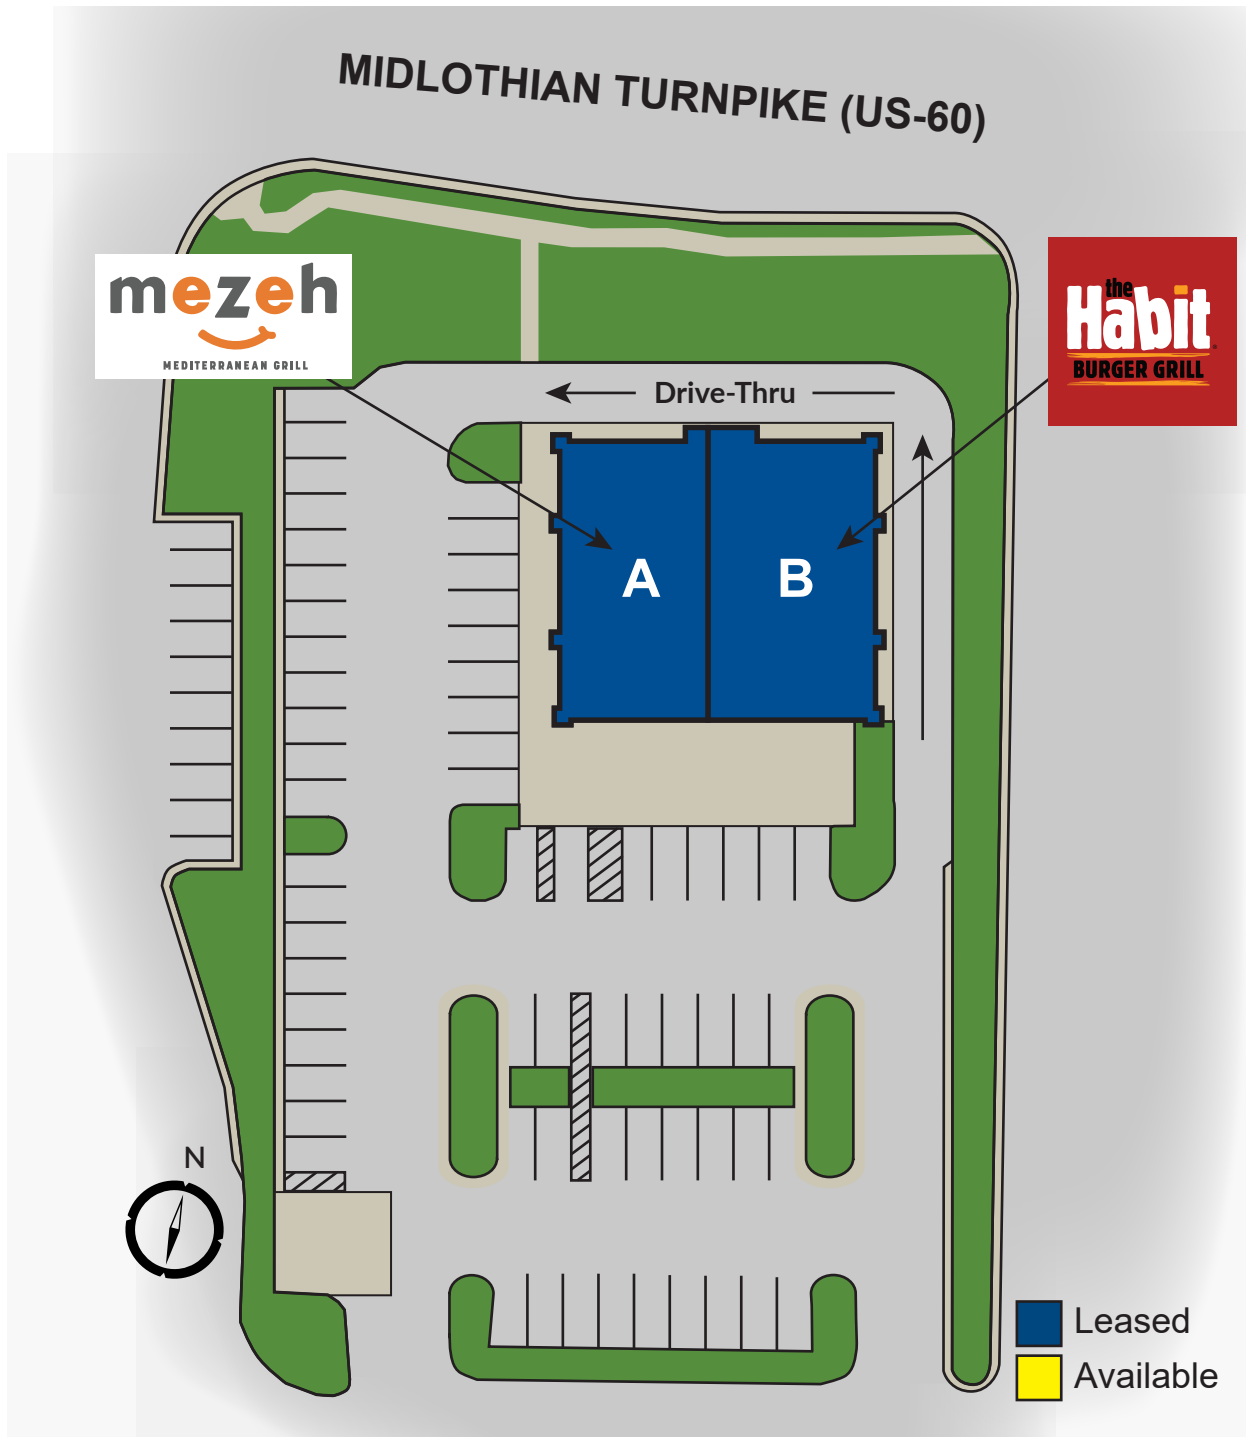 MIDLOTHIAN TURNPIKE (US-60)
mezeh
MEDITERRANEAN GRILL
the
Habit
BURGER GRILL
Drive-Thru
A
B
N
Leased
Available